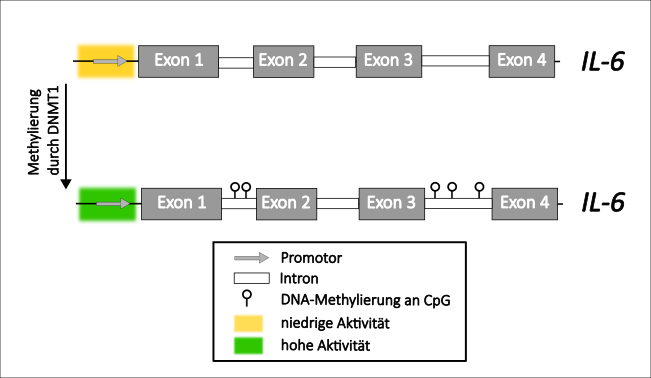 Exon 1 Exon 2 Exon 3 Exon 4 IL-6
Methylierung
durch DNMT1
Exon 1 Exon 2 Exon 3 Exon 4 IL-6
Promotor
Intron
DNA-Methylierung an CpG
niedrige Aktivität
hohe Aktivität